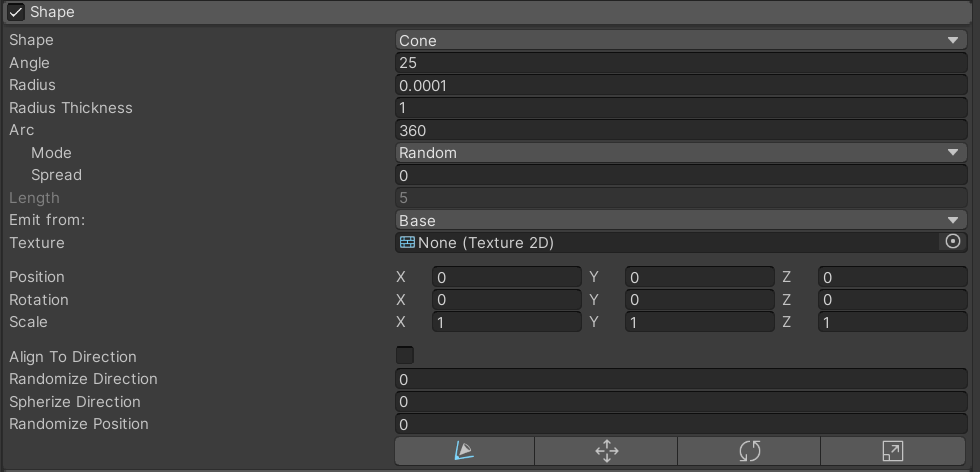 Shape
Shape Cone
Angle 25
Radius 0.0001
Radius Thickness 1
Arc 360
Mode Random
Spread 0
Length 5
Emit from: Base
Texture None (Texture 2D)
Position X 0 Y 0 Z 0
Rotation X 0 Y 0 Z 0
Scale X 1 Y 1 Z 1
Align To Direction
Randomize Direction 0
Spherize Direction 0
Randomize Position 0